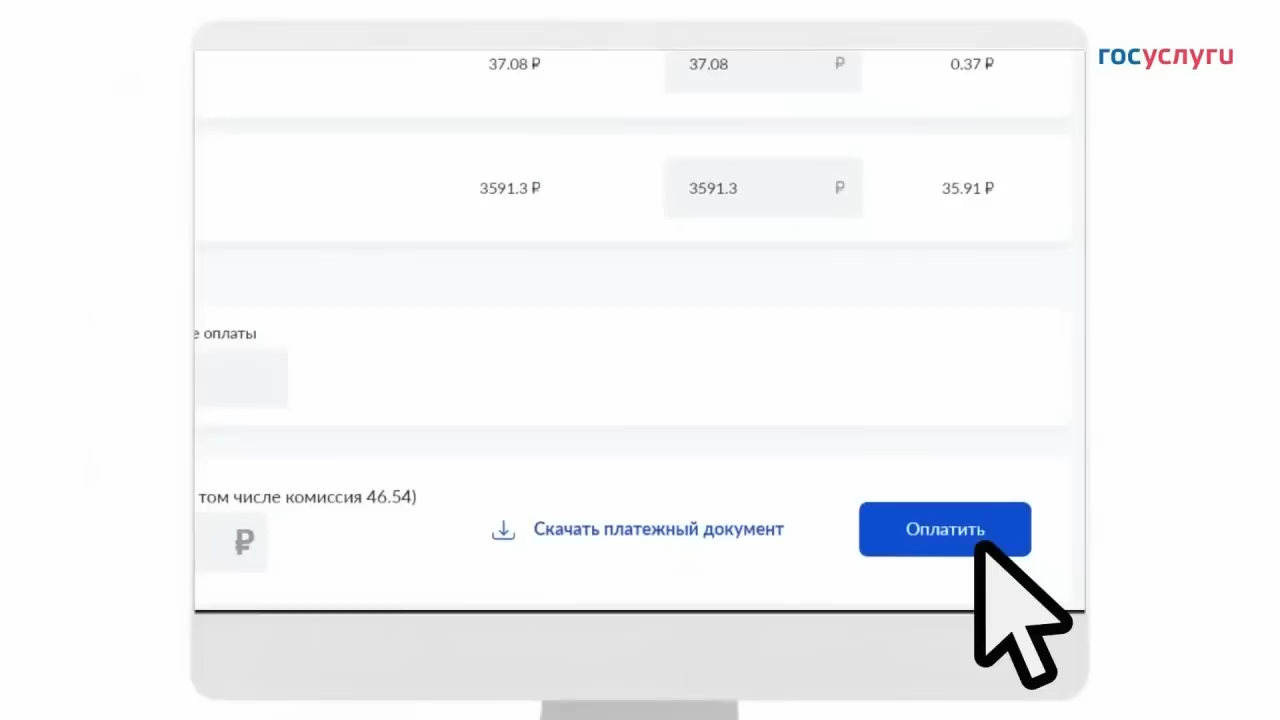 госуслуги
37.08 ₽ 37.08 ₽ 0.37 ₽
3591.3 ₽ 3591.3 ₽ 35.91 ₽
е оплаты
том числе комиссия 46.54)
₽
Скачать платежный документ
Оплатить